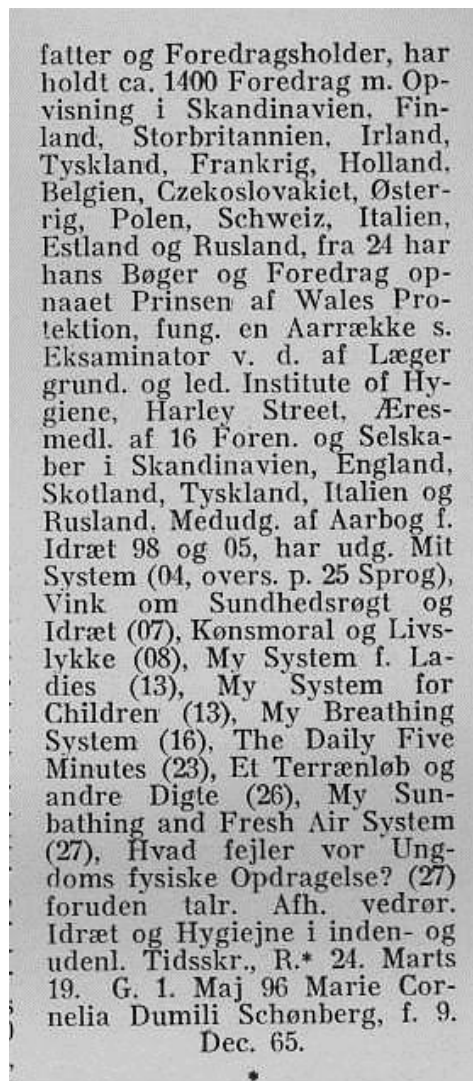 fatter og Foredragsholder, har
holdt ca. 1400 Foredrag m. Op-
visning i Skandinavien, Fin-
land, Storbritannien, Irland,
Tyskland, Frankrig, Holland,
Belgien, Czekoslovakiet, Øster-
rig, Polen, Schweiz, Italien,
Estland og Rusland, fra 24 har
hans Bøger og Foredrag op-
naaet Prinsen af Wales Pro-
tektion, fung. en Aarrække s.
Eksaminator v. d. af Læger
grund. og led. Institute of Hy-
giene, Harley Street, Æres-
medl. af 16 Foren. og Selska-
ber i Skandinavien, England,
Skotland, Tyskland, Italien og
Rusland. Medudg. af Aarbog f.
Idræt 98 og 05, har udg. Mit
System (04, overs. p. 25 Sprog),
Vink om Sundhedsrøgt og
Idræt (07), Kønsmoral og Livs-
lykke (08), My System f. La-
dies (13), My System for
Children (13), My Breathing
System (16), The Daily Five
Minutes (23), Et Terrænløb og
andre Digte (26), My Sun-
bathing and Fresh Air System
(27), Hvad fejler vor Ung-
doms fysiske Opdragelse? (27)
foruden talr. Afh. vedrør.
Idræt og Hygiejne i inden- og
udenl. Tidsskr., R.* 24. Marts
19. G. 1. Maj 96 Marie Cor-
nelia Dumili Schønberg, f. 9.
Dec. 65.
*